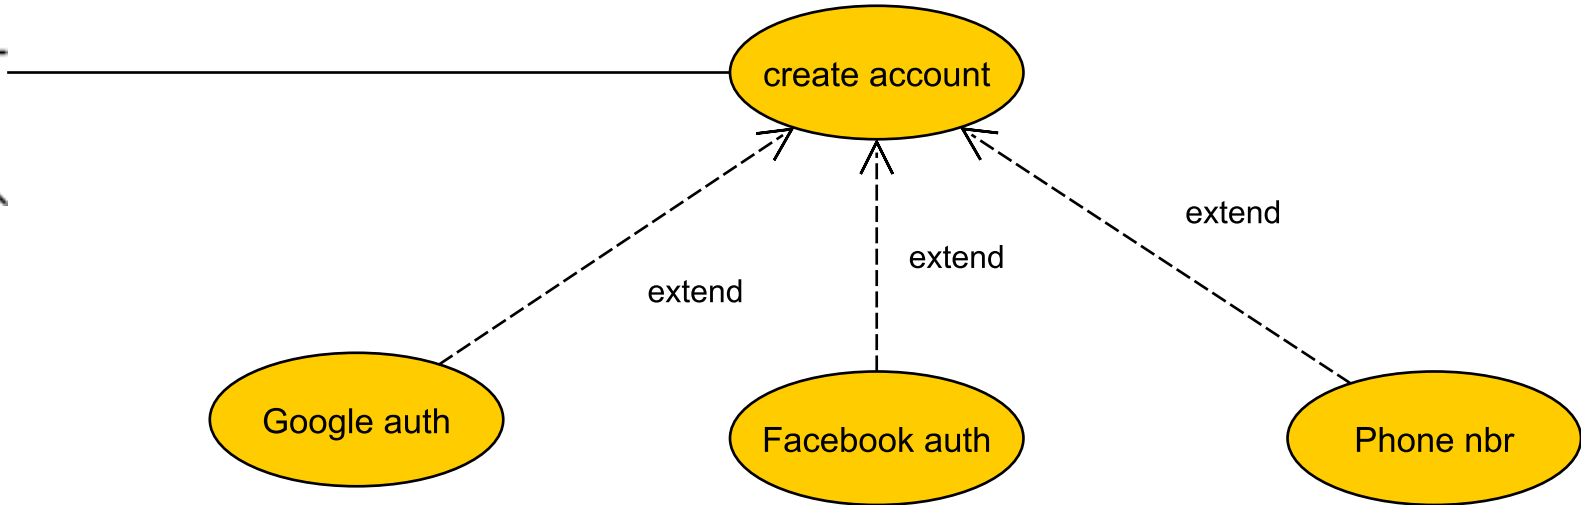 create account
extend
extend
extend
Google auth
Facebook auth
Phone nbr